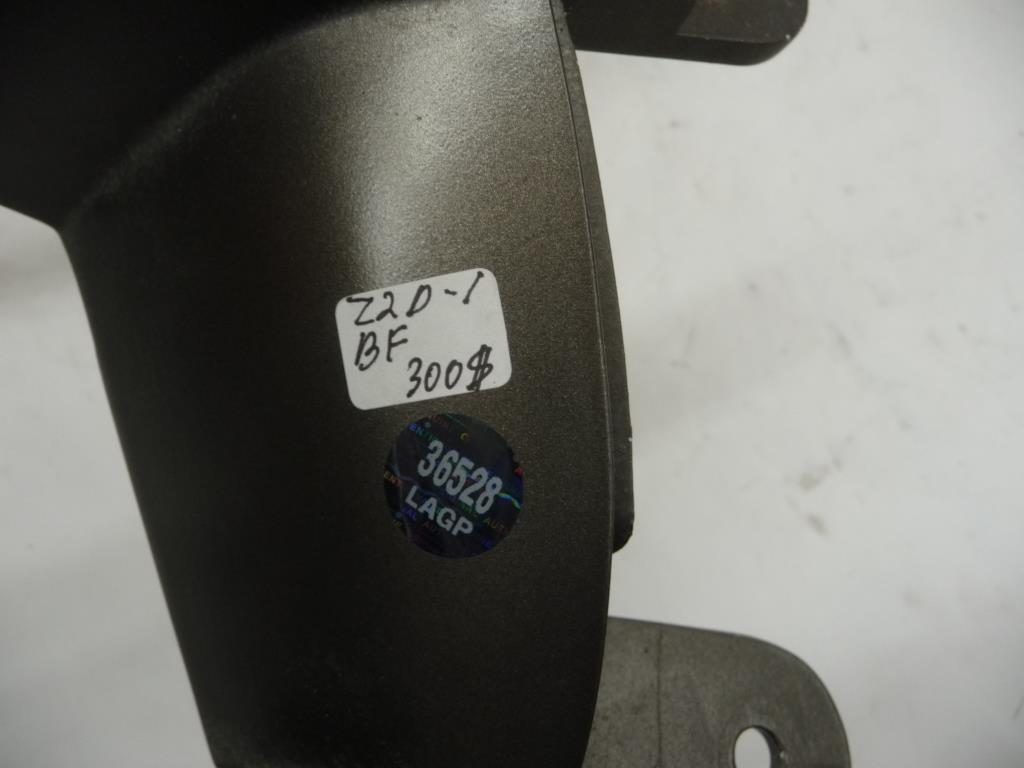 Z2D-1
BF
300$
36528
LAGP